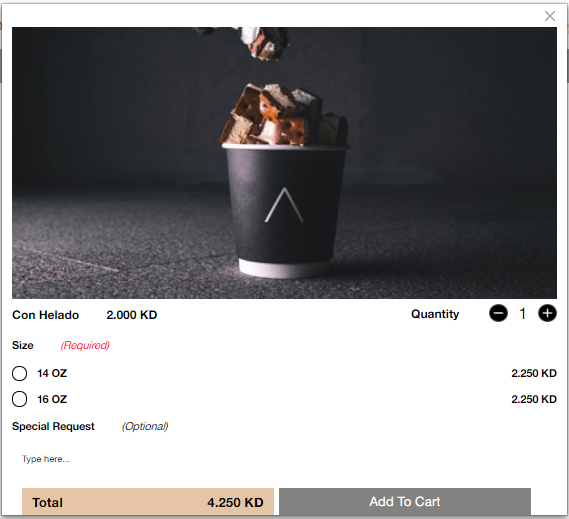 Con Helado 2.000 KD Quantity 1
Size (Required)
14 OZ 2.250 KD
16 OZ 2.250 KD
Special Request (Optional)
Type here...
Total 4.250 KD Add To Cart